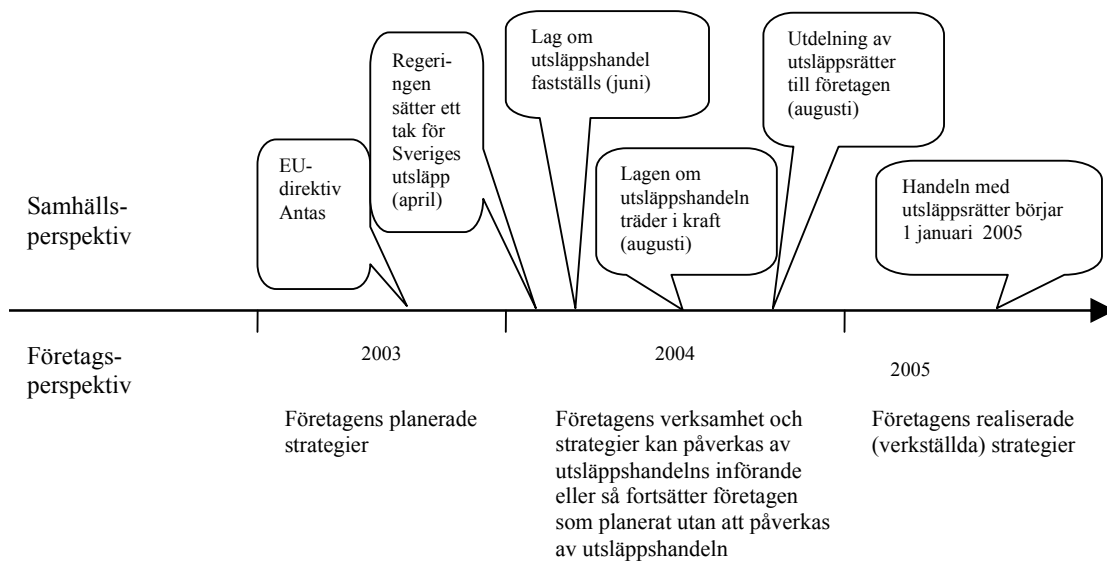 EU-
direktiv
Antas
Regeri-
ngen
sätter ett
tak för
Sveriges
utsläpp
(april)
Lag om
utsläppshandel
fastställs (juni)
Lagen om
utsläppshandeln
träder i kraft
(augusti)
Utdelning av
utsläppsrätter
till företagen
(augusti)
Handeln med
utsläppsrätter börjar
1 januari  2005
Samhälls-
perspektiv
Företags-
perspektiv
2003
2004
2005
Företagens planerade
strategier
Företagens verksamhet och
strategier kan påverkas av
utsläppshandelns införande
eller så fortsätter företagen
som planerat utan att påverkas
av utsläppshandeln
Företagens realiserade
(verkställda) strategier